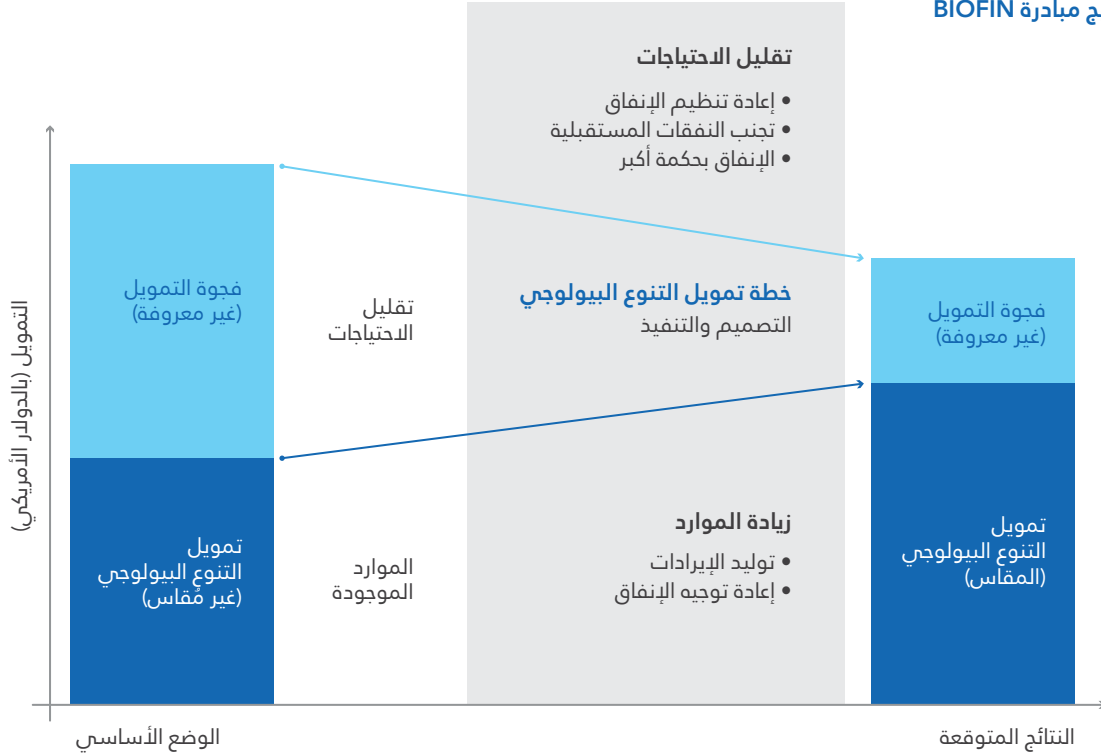 ج مبادرة BIOFIN
تقليل الاحتياجات
• إعادة تنظيم الإنفاق
• تجنب النفقات المستقبلية
• الإنفاق بحكمة أكبر
التمويل (بالدولار الأمريكي)
فجوة التمويل
(غير معروفة)
تقليل
الاحتياجات
خطة تمويل التنوع البيولوجي
التصميم والتنفيذ
فجوة التمويل
(غير معروفة)
تمويل
التنوع البيولوجي
(غير مُقاس)
الموارد
الموجودة
زيادة الموارد
• توليد الإيرادات
• إعادة توجيه الإنفاق
تمويل
التنوع البيولوجي
(المقاس)
الوضع الأساسي
النتائج المتوقعة